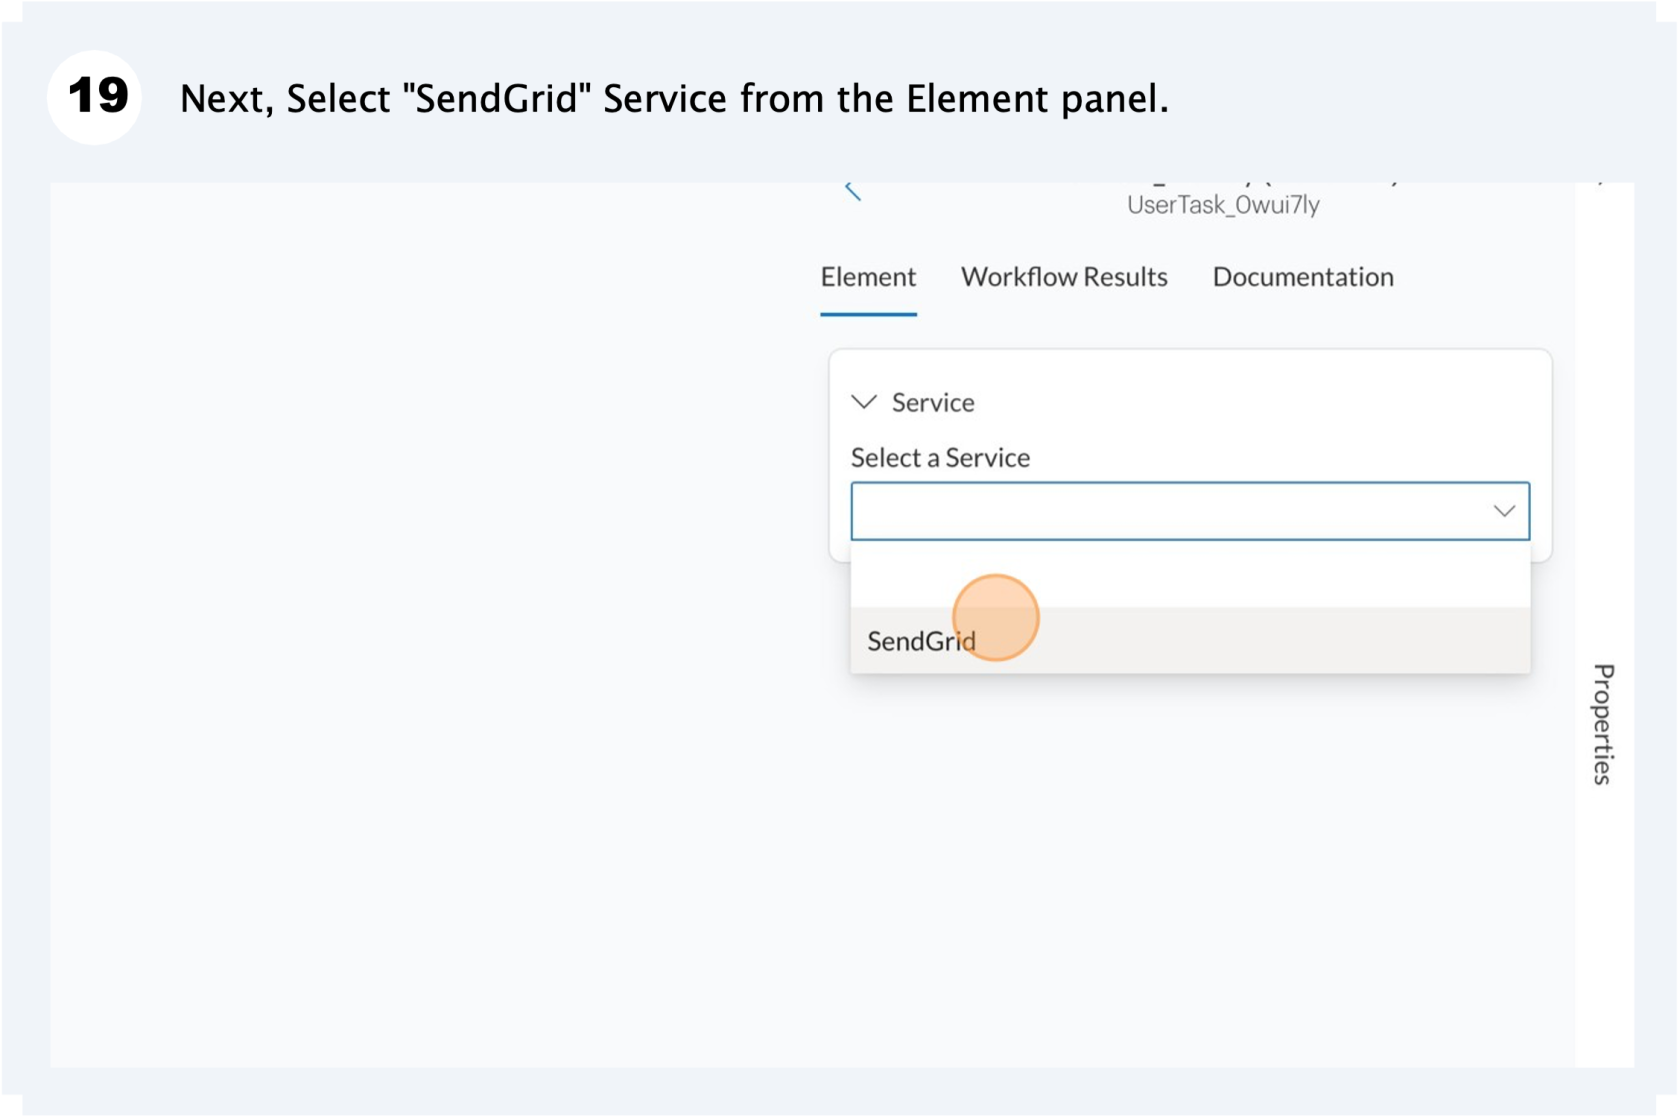 19
Next, Select "SendGrid" Service from the Element panel.
UserTask_0wui7ly
Element Workflow Results Documentation
Service
Select a Service
SendGrid
Properties